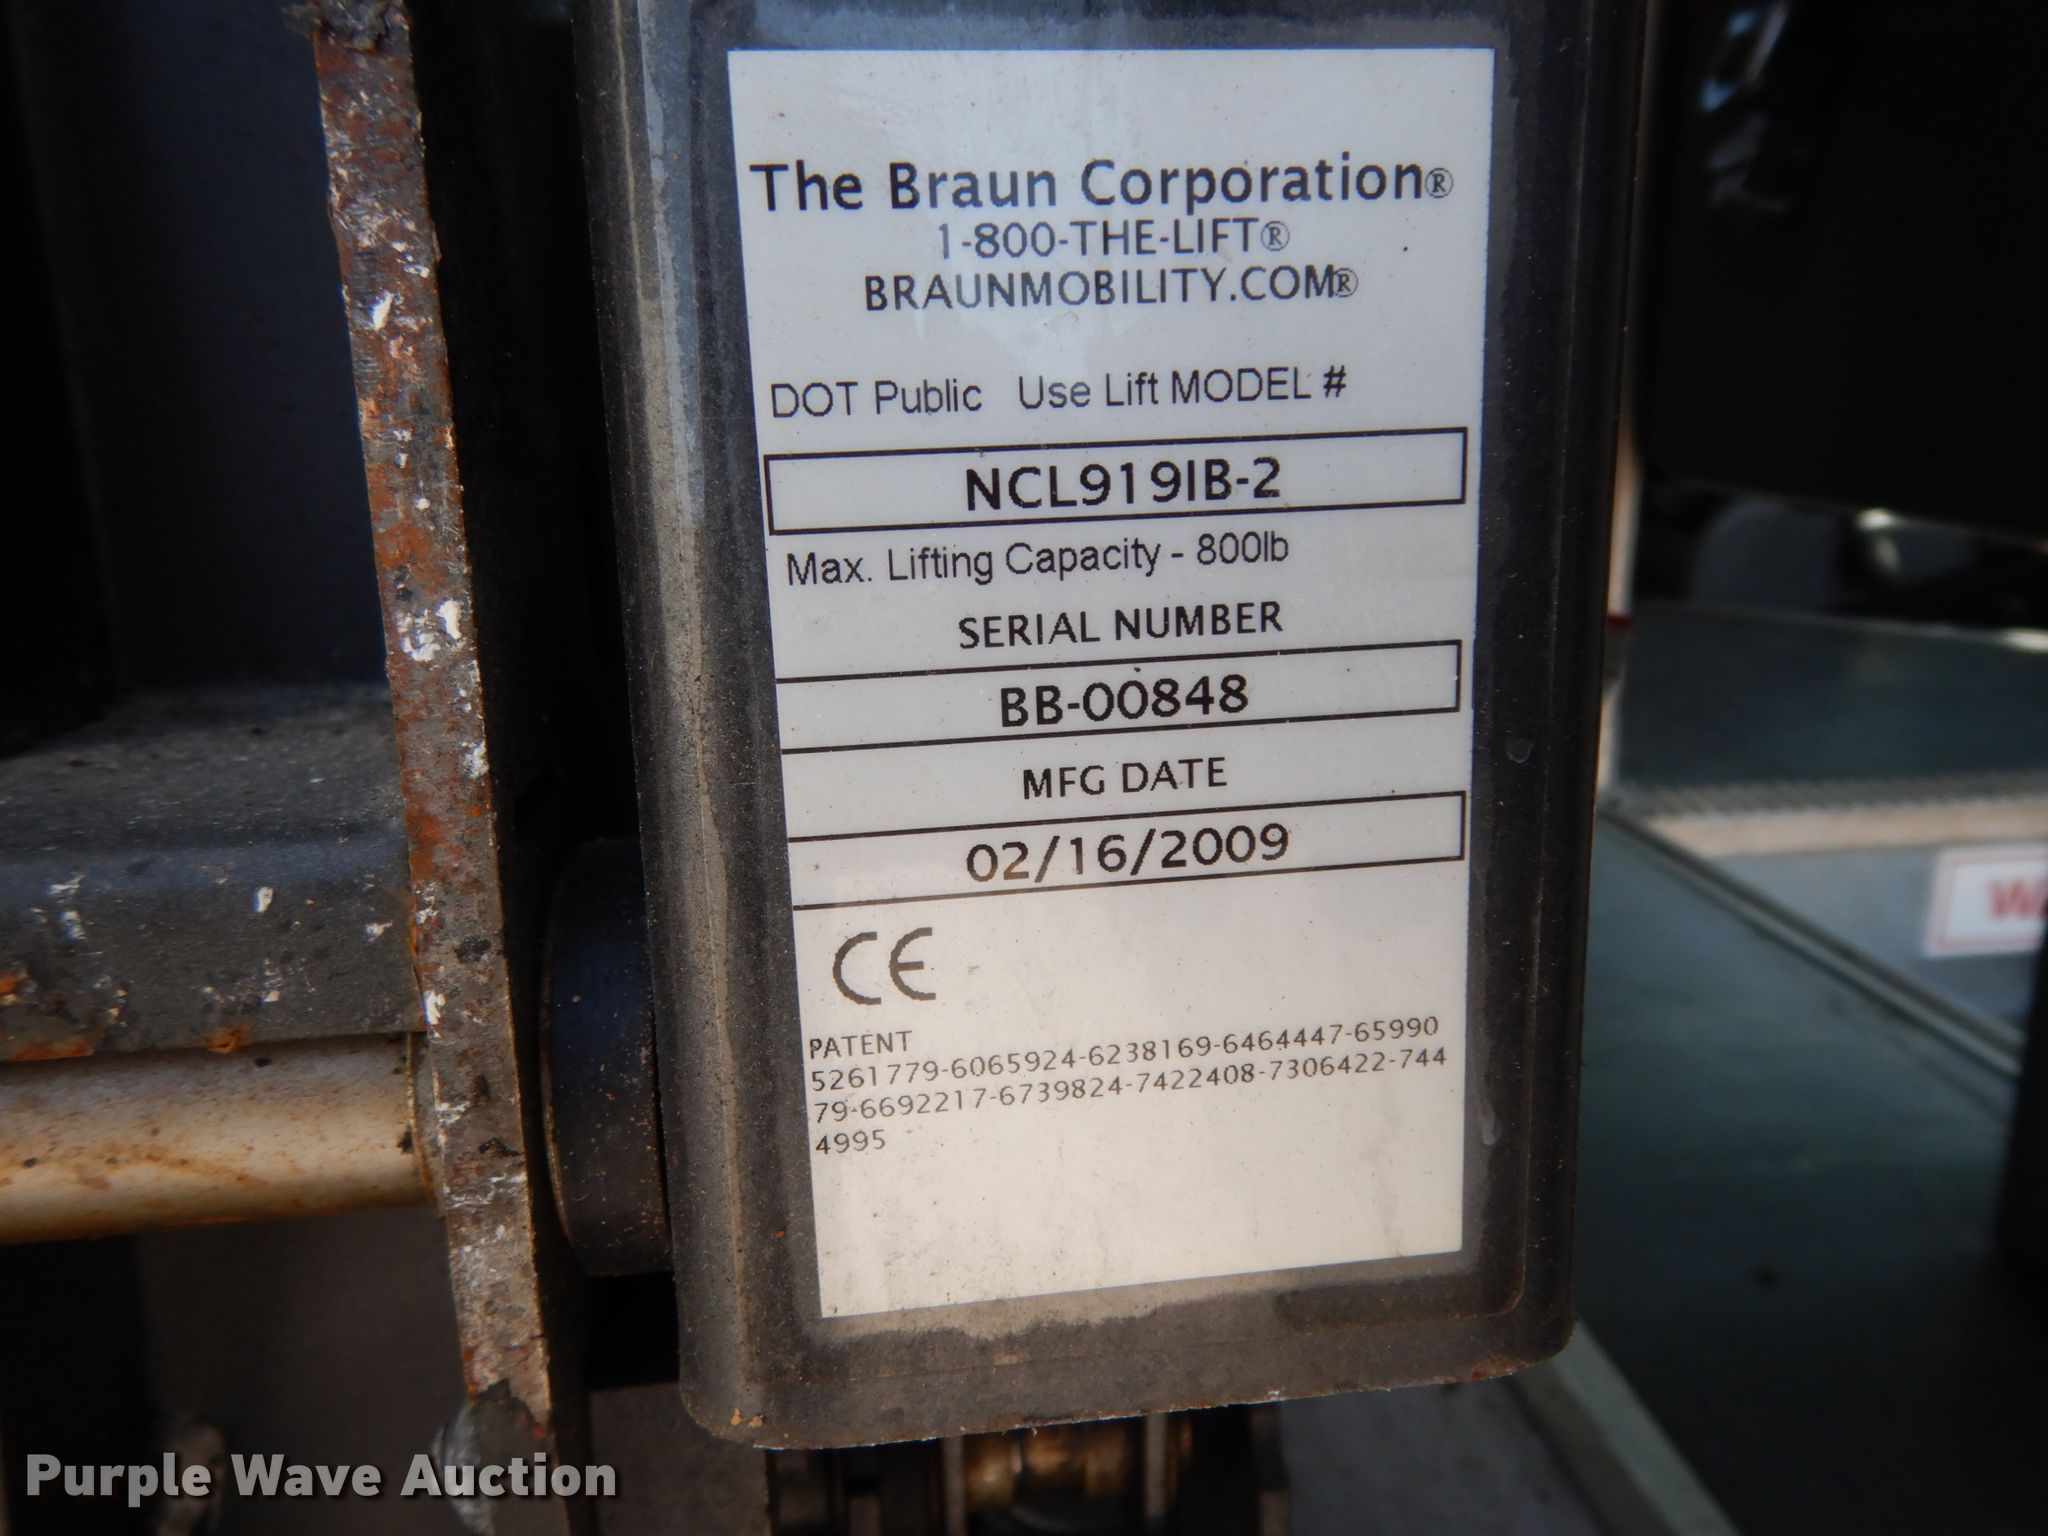 The Braun Corporation®
1-800-THE-LIFT®
BRAUNMOBILITY.COM®
DOT Public Use Lift MODEL #
NCL919IB-2
Max. Lifting Capacity - 800lb
SERIAL NUMBER
BB-00848
MFG DATE
02/16/2009
CE
PATENT
5261779-6065924-6238169-6464447-65990
79-6692217-6739824-7422408-7306422-744
4995
Purple Wave Auction